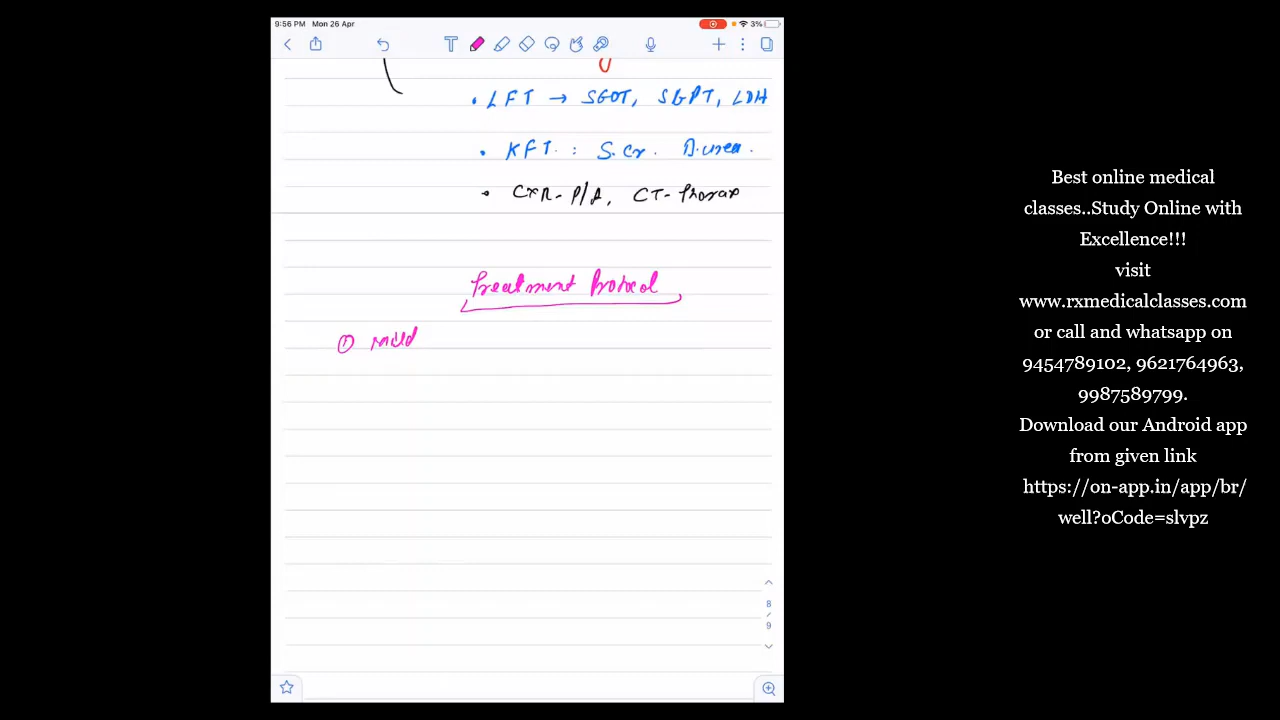 9:56 PM Mon 26 Apr
3%
• LFT → SGOT, SGPT, LDH
• KFT : S.Cr. B.urea.
• CXR- P/A, CT-Thorax
Treatment Protocol
① Mild
8
/
9
Best online medical
classes..Study Online with
Excellence!!!
visit
www.rxmedicalclasses.com
or call and whatsapp on
9454789102, 9621764963,
9987589799.
Download our Android app
from given link
https://on-app.in/app/br/
well?oCode=slvpz